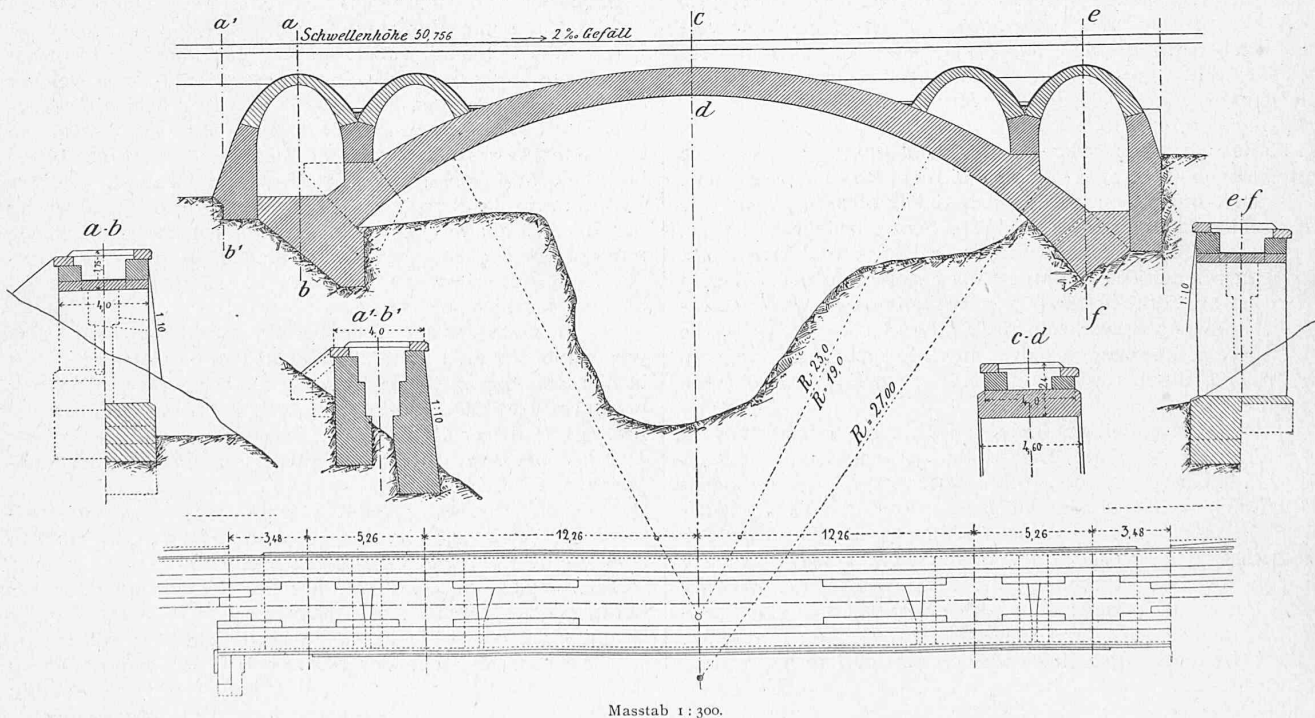 a' a c e
Schwellenhöhe 50,756 → 2 ‰ Gefäll
d
a-b
e-f
b'
b
f
4,0
1:10
a'-b'
4,0
1:10
R. 23,0
R. 19,0
R. 27,00
c-d
2,4
4,0
4,60
1:10
3,48 5,26 12,26 12,26 5,26 3,48
Masstab 1 : 300.